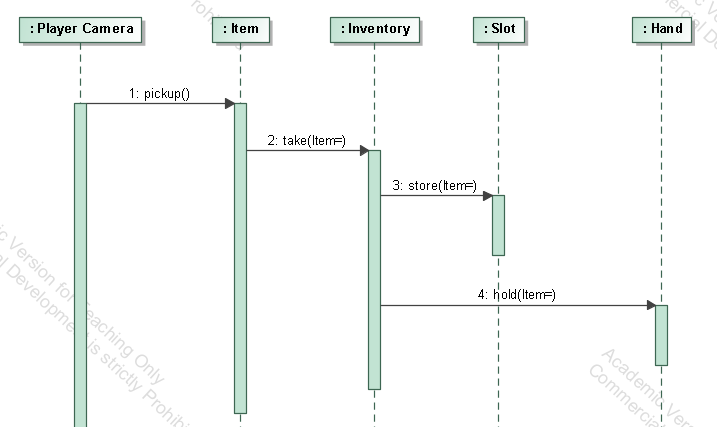 : Player Camera
: Item
: Inventory
: Slot
: Hand
1: pickup()
2: take(Item=)
3: store(Item=)
4: hold(Item=)
Version for Teaching Only
Development is strictly Prohib
Academic Ver
Commercia